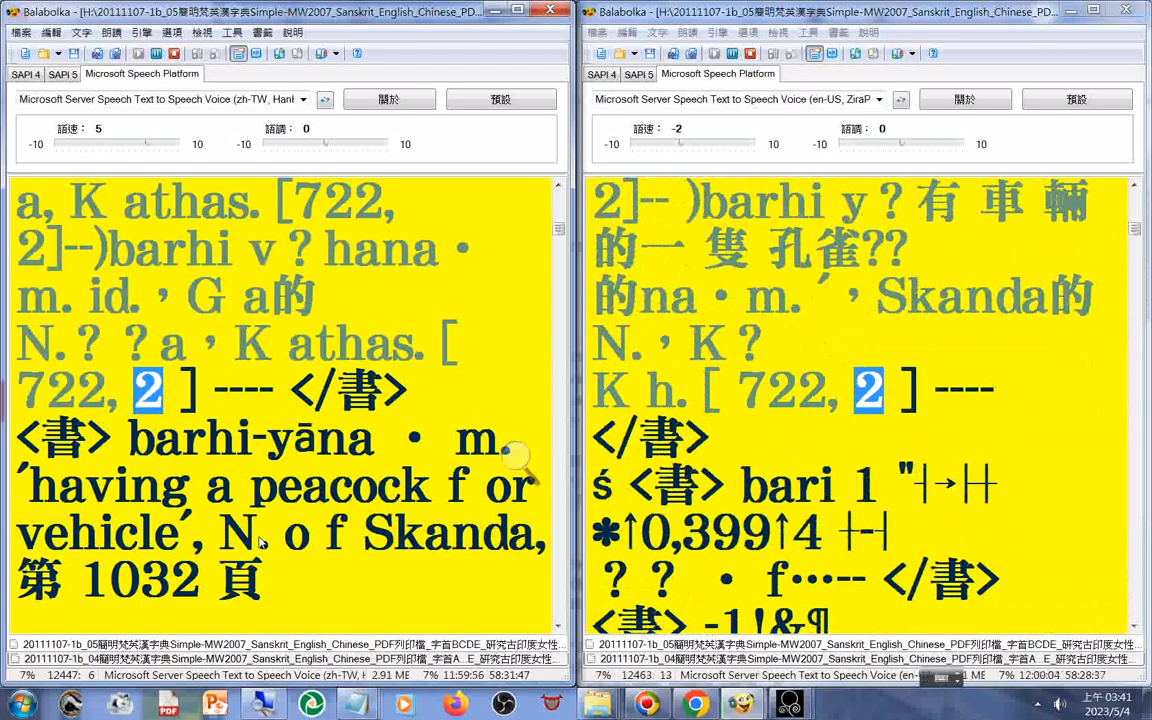 Balabolka - [H:\20111107-1b_05簡明梵英漢字典Simple-MW2007_Sanskrit_English_Chinese_PD...
檔案 編輯 文字 朗讀 引擎 選項 檢視 工具 書籤 說明
SAPI 4 SAPI 5 Microsoft Speech Platform
Microsoft Server Speech Text to Speech Voice (zh-TW, HanH
關於
預設
語速： 5
語調： 0
-10 10 -10 10
a, K athas. [722,
2]--)barhi v ? hana •
m. id.，G a的
N. ? ? a，K athas. [
722, 2 ] ---- </書>
<書> barhi-yāna • m.
´having a peacock f or
vehicle´, N. o f Skanda,
第 1032 頁
20111107-1b_05簡明梵英漢字典Simple-MW2007_Sanskrit_English_Chinese_PDF列印檔_字首BCDE_研究古印度女性...
20111107-1b_04簡明梵英漢字典Simple-MW2007_Sanskrit_English_Chinese_PDF列印檔_字首A...E_研究古印度女性...
7% 12447: 6 Microsoft Server Speech Text to Speech Voice (zh-TW, 2.91 ME 7% 11:59:56 58:31:47
Balabolka - [H:\20111107-1b_05簡明梵英漢字典Simple-MW2007_Sanskrit_English_Chinese_PD...
檔案 編輯 文字 朗讀 引擎 選項 檢視 工具 書籤 說明
SAPI 4 SAPI 5 Microsoft Speech Platform
Microsoft Server Speech Text to Speech Voice (en-US, ZiraP
關於
預設
語速： -2
語調： 0
-10 10 -10 10
2]-- )barhi y ? 有 車 輛
的一 隻 孔雀??
的na • m. ´，Skanda的
N.，K ?
K h. [ 722, 2 ] ----
</書>
ś <書> bari 1 "┤→├┼
✱↑0,399↑4 ┼-┤
? ? • f…-- </書>
<書> -1!&¶
20111107-1b_05簡明梵英漢字典Simple-MW2007_Sanskrit_English_Chinese_PDF列印檔_字首BCDE_研究古印度女性...
20111107-1b_04簡明梵英漢字典Simple-MW2007_Sanskrit_English_Chinese_PDF列印檔_字首A...E_研究古印度女性...
7% 12463 13 Microsoft Server Speech Text to Speech 7% 12:00:04 58:28:37
上午 03:41
2023/5/4